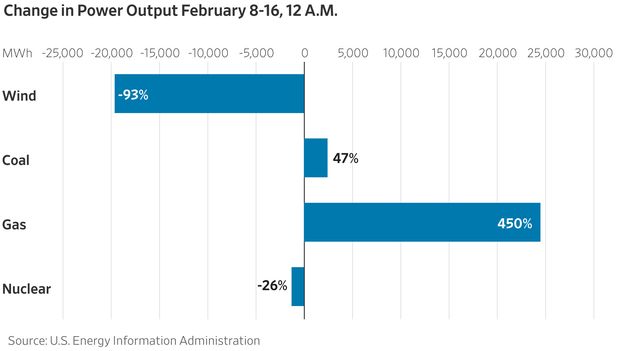 Change in Power Output February 8-16, 12 A.M.
MWh -25,000 -20,000 -15,000 -10,000 -5,000 0 5,000 10,000 15,000 20,000 25,000 30,000
Wind -93%
Coal 47%
Gas 450%
Nuclear -26%
Source: U.S. Energy Information Administration